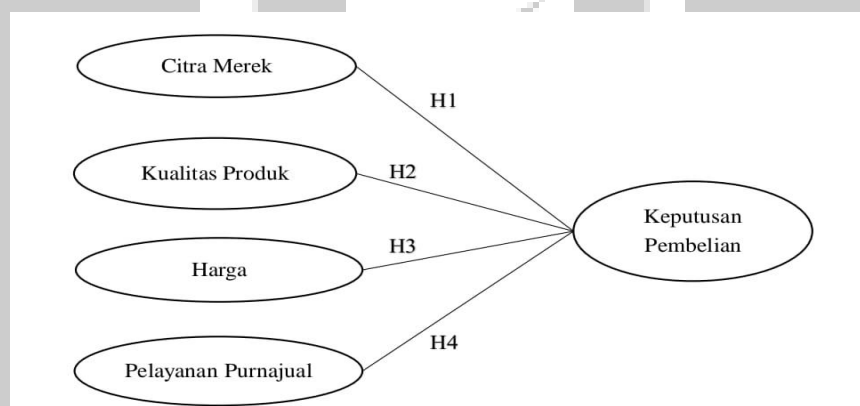 Citra Merek
H1
Kualitas Produk
H2
Keputusan
Pembelian
H3
Harga
H4
Pelayanan Purnajual